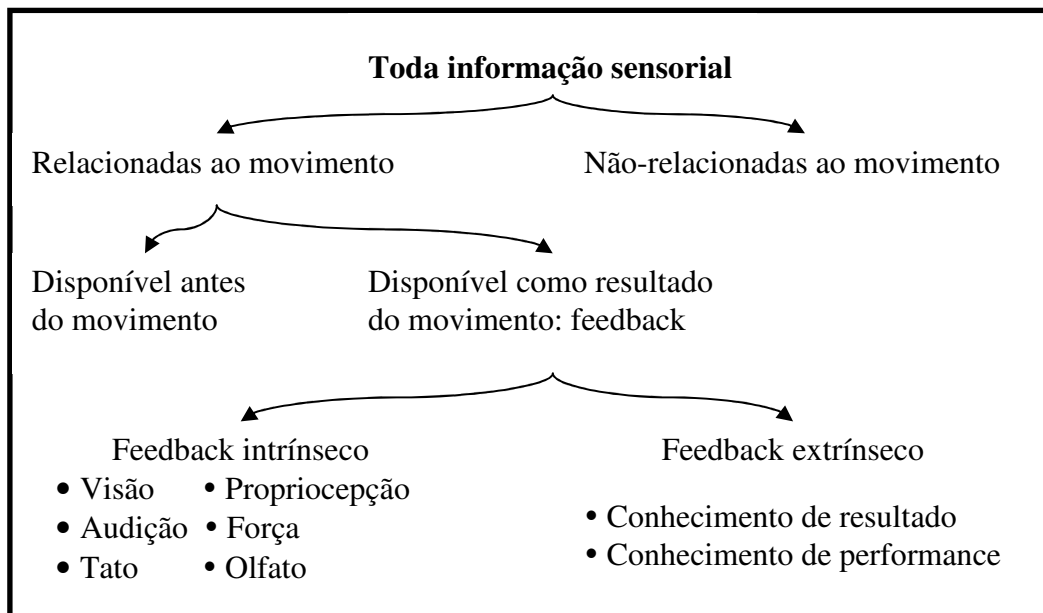 Toda informação sensorial
Relacionadas ao movimento
Não-relacionadas ao movimento
Disponível antes
do movimento
Disponível como resultado
do movimento: feedback
Feedback intrínseco
• Visão • Propriocepção
• Audição • Força
• Tato • Olfato
Feedback extrínseco
• Conhecimento de resultado
• Conhecimento de performance